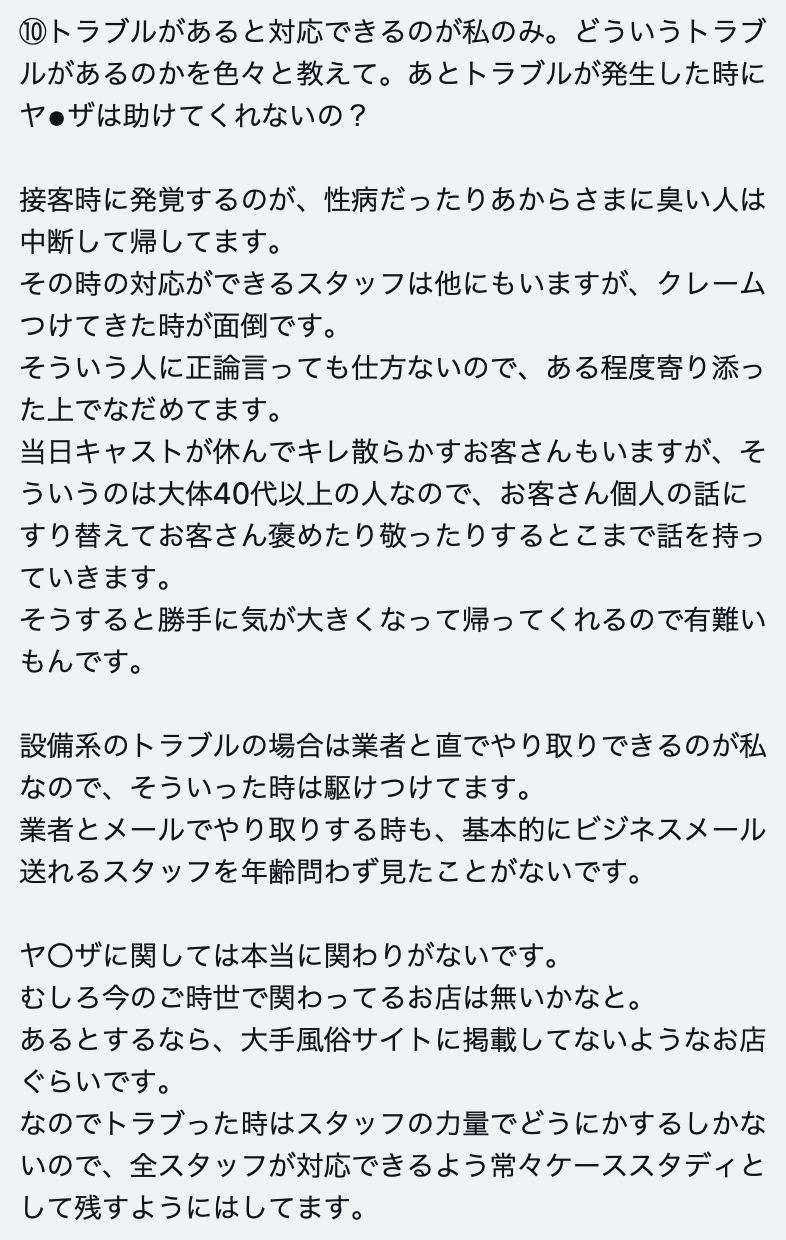 ⑩トラブルがあると対応できるのが私のみ。どういうトラブ
ルがあるのかを色々と教えて。あとトラブルが発生した時に
ヤ●ザは助けてくれないの？
接客時に発覚するのが、性病だったりあからさまに臭い人は
中断して帰してます。
その時の対応ができるスタッフは他にもいますが、クレーム
つけてきた時が面倒です。
そういう人に正論言っても仕方ないので、ある程度寄り添っ
た上でなだめてます。
当日キャストが休んでキレ散らかすお客さんもいますが、そ
ういうのは大体40代以上の人なので、お客さん個人の話に
すり替えてお客さん褒めたり敬ったりするとこまで話を持っ
ていきます。
そうすると勝手に気が大きくなって帰ってくれるので有難い
もんです。
設備系のトラブルの場合は業者と直でやり取りできるのが私
なので、そういった時は駆けつけてます。
業者とメールでやり取りする時も、基本的にビジネスメール
送れるスタッフを年齢問わず見たことがないです。
ヤ〇ザに関しては本当に関わりがないです。
むしろ今のご時世で関わってるお店は無いかなと。
あるとするなら、大手風俗サイトに掲載してないようなお店
ぐらいです。
なのでトラブった時はスタッフの力量でどうにかするしかな
いので、全スタッフが対応できるよう常々ケーススタディと
して残すようにはしてます。